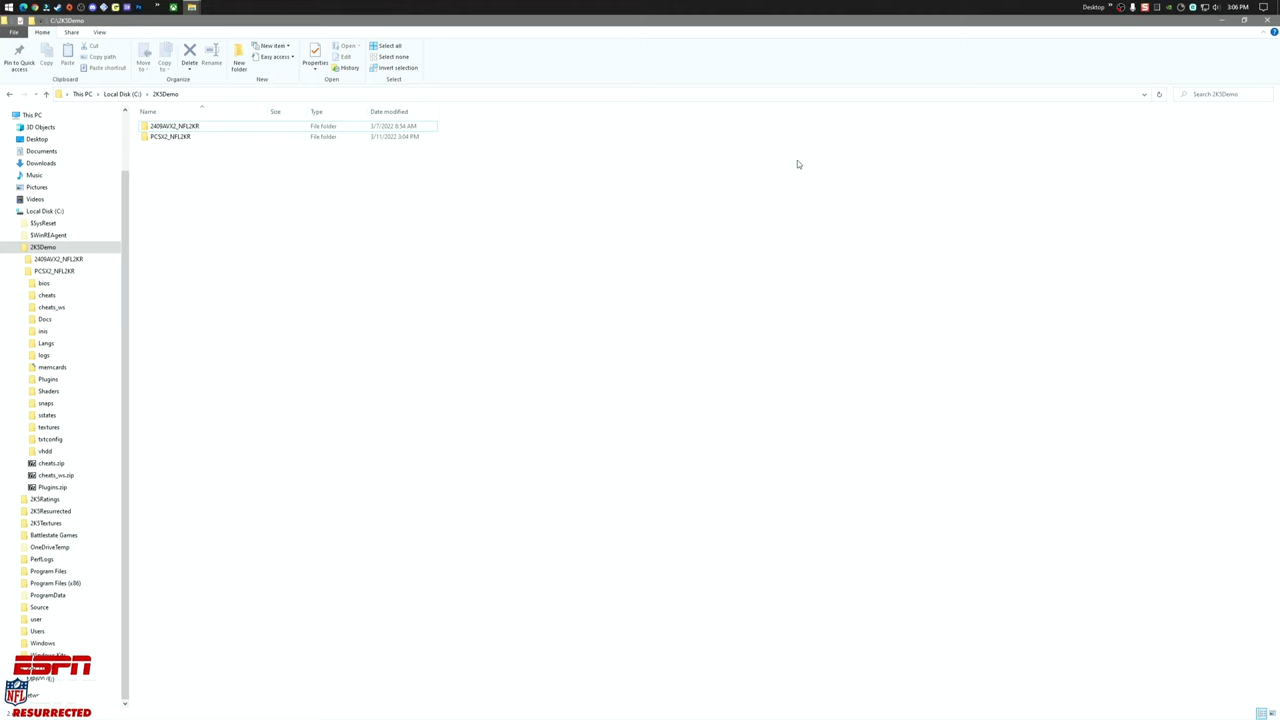 Desktop
3:06 PM
C:\2K5Demo
File
Home
Share
View
Pin to Quick access
Copy
Paste
Cut
Copy path
Paste shortcut
Move to
Copy to
Delete
Rename
New folder
New item
Easy access
Properties
Open
Edit
History
Select all
Select none
Invert selection
Clipboard
Organize
New
Open
Select
This PC
Local Disk (C:)
2K5Demo
Search 2K5Demo
Name
Size
Type
Date modified
2409AVX2_NFL2KR
File folder
3/7/2022 8:54 AM
PCSX2_NFL2KR
File folder
3/11/2022 3:04 PM
This PC
3D Objects
Desktop
Documents
Downloads
Music
Pictures
Videos
Local Disk (C:)
$SysReset
$WinREAgent
2K5Demo
2409AVX2_NFL2KR
PCSX2_NFL2KR
bios
cheats
cheats_ws
Docs
inis
Langs
logs
memcards
Plugins
Shaders
snaps
sstates
textures
txtconfig
vhdd
cheats.zip
cheats_ws.zip
Plugins.zip
2K5Ratings
2K5Resurrected
2K5Textures
Battlestate Games
OneDriveTemp
PerfLogs
Program Files
Program Files (x86)
ProgramData
Source
user
Users
Windows
ESPN
NFL
RESURRECTED